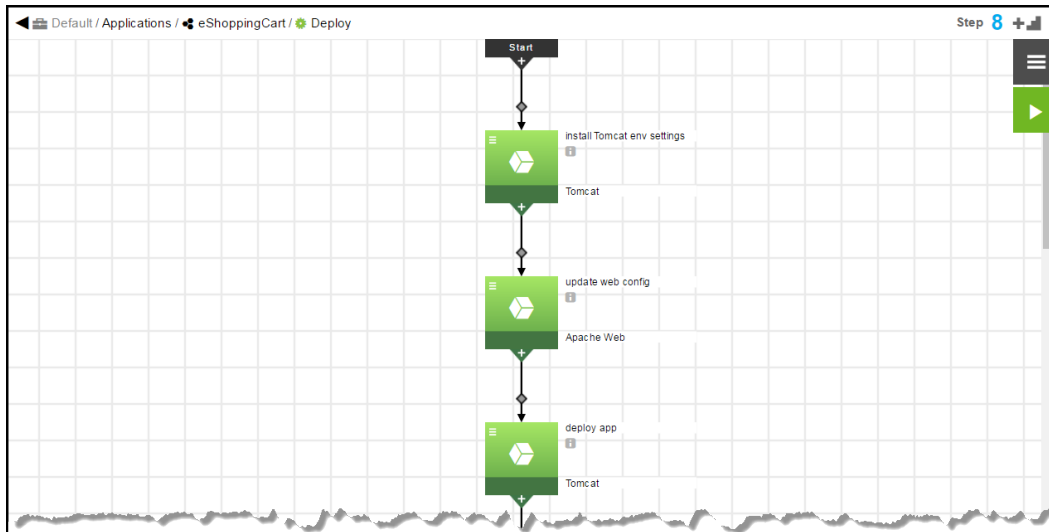 Default / Applications / eShoppingCart / Deploy
Step 8
Start
install Tomcat env settings
Tomcat
update web config
Apache Web
deploy app
Tomcat